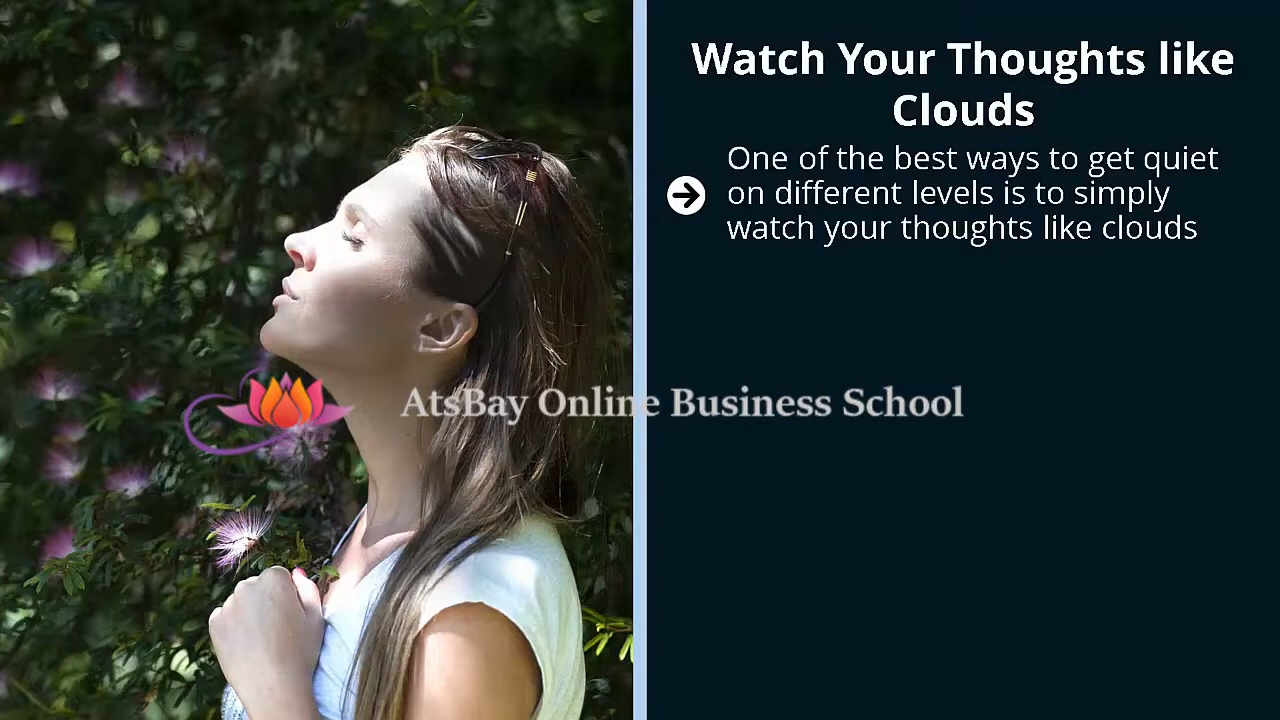 Watch Your Thoughts like
Clouds
One of the best ways to get quiet
on different levels is to simply
watch your thoughts like clouds
AtsBay Online Business School